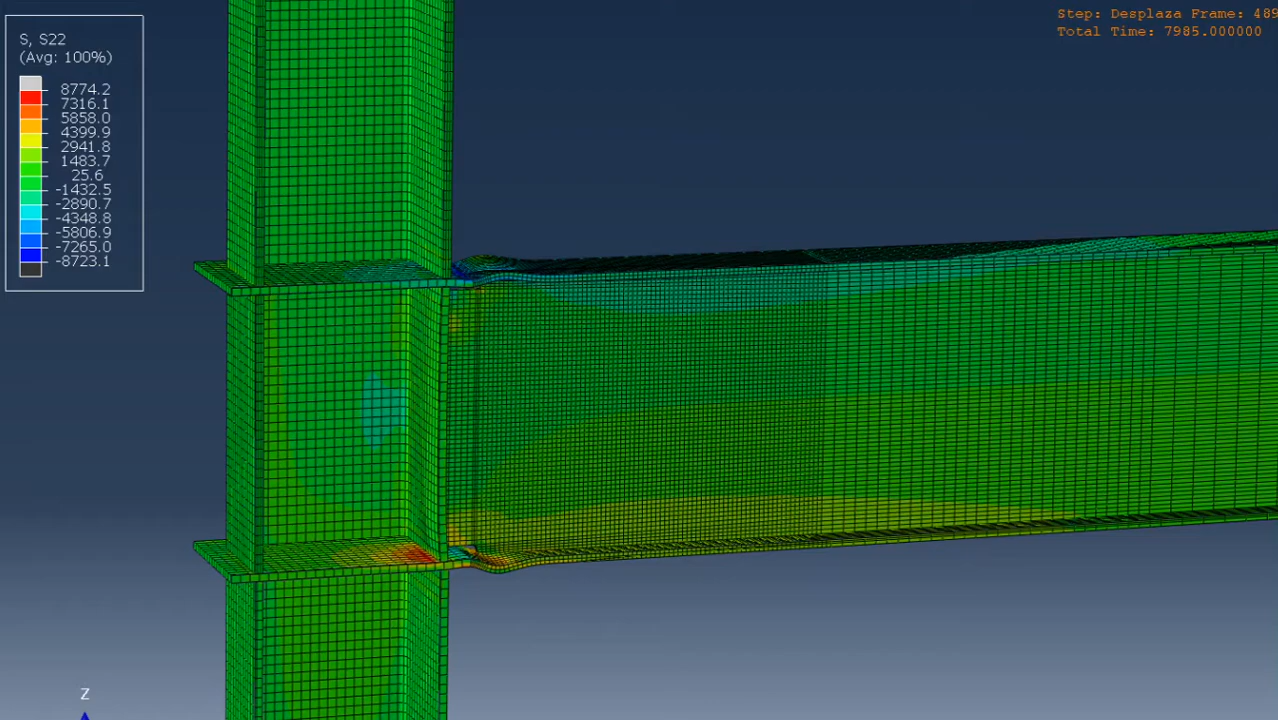 S, S22
(Avg: 100%)
8774.2
7316.1
5858.0
4399.9
2941.8
1483.7
25.6
-1432.5
-2890.7
-4348.8
-5806.9
-7265.0
-8723.1
Step: Desplaza Frame: 489
Total Time: 7985.000000
Z